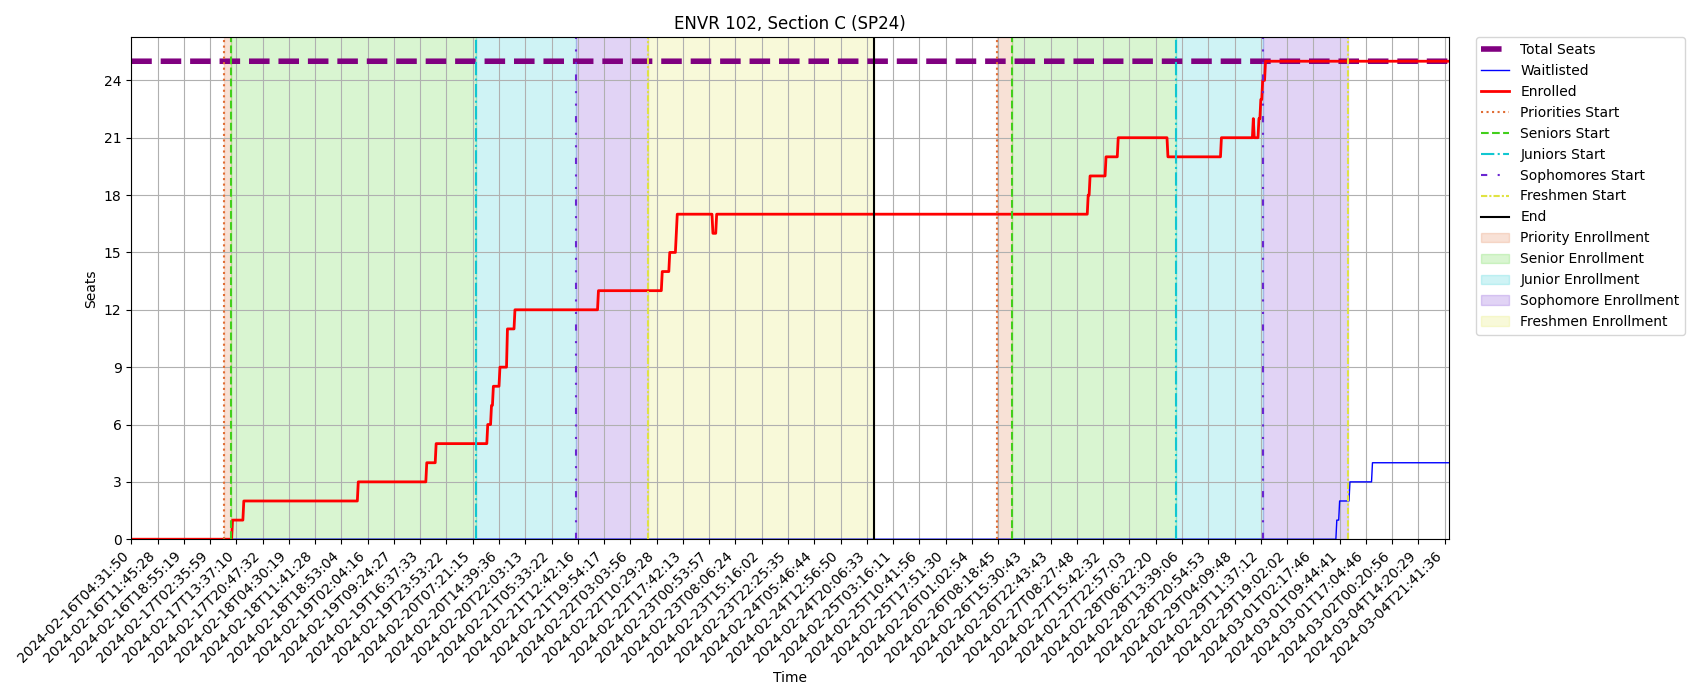 ENVR 102, Section C (SP24)
Total Seats
Waitlisted
Enrolled
Priorities Start
Seniors Start
Juniors Start
Sophomores Start
Freshmen Start
End
Priority Enrollment
Senior Enrollment
Junior Enrollment
Sophomore Enrollment
Freshmen Enrollment
Seats
24
21
18
15
12
9
6
3
0
2024-02-16T04:31:50
2024-02-16T11:45:28
2024-02-16T18:55:19
2024-02-17T02:35:59
2024-02-17T13:37:10
2024-02-17T20:47:32
2024-02-18T04:30:19
2024-02-18T11:41:28
2024-02-18T18:53:04
2024-02-19T02:04:16
2024-02-19T09:24:27
2024-02-19T16:37:33
2024-02-19T23:53:22
2024-02-20T07:21:15
2024-02-20T14:39:36
2024-02-20T22:03:13
2024-02-21T05:33:22
2024-02-21T12:42:16
2024-02-21T19:54:17
2024-02-22T03:03:56
2024-02-22T10:29:28
2024-02-22T17:42:13
2024-02-23T00:53:57
2024-02-23T08:06:24
2024-02-23T15:16:02
2024-02-23T22:25:35
2024-02-24T05:46:44
2024-02-24T12:56:50
2024-02-24T20:06:33
2024-02-25T03:16:11
2024-02-25T10:41:56
2024-02-25T17:51:30
2024-02-26T01:02:54
2024-02-26T08:18:45
2024-02-26T15:30:43
2024-02-26T22:43:43
2024-02-27T08:27:48
2024-02-27T15:42:32
2024-02-27T22:57:03
2024-02-28T06:22:20
2024-02-28T13:39:06
2024-02-28T20:54:53
2024-02-29T04:09:48
2024-02-29T11:37:12
2024-02-29T19:02:02
2024-03-01T02:17:46
2024-03-01T09:44:41
2024-03-01T17:04:46
2024-03-02T00:20:56
2024-03-04T14:20:29
2024-03-04T21:41:36
Time